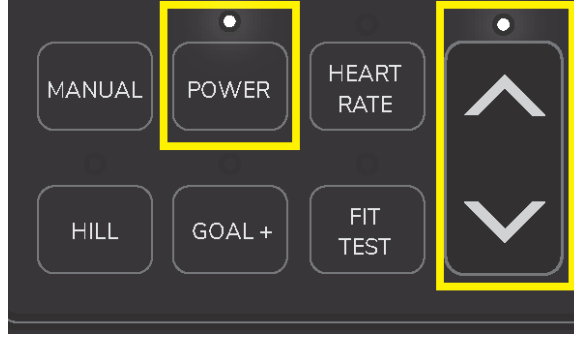 MANUAL
POWER
HEART
RATE
HILL
GOAL +
FIT
TEST